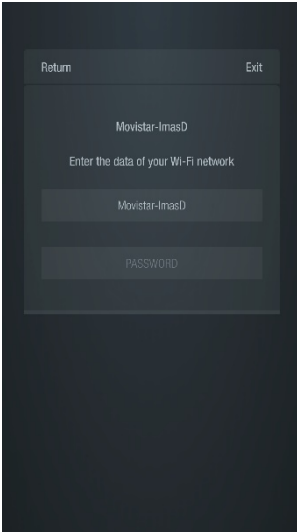 Return Exit
Movistar-ImasD
Enter the data of your Wi-Fi network
Movistar-ImasD
PASSWORD